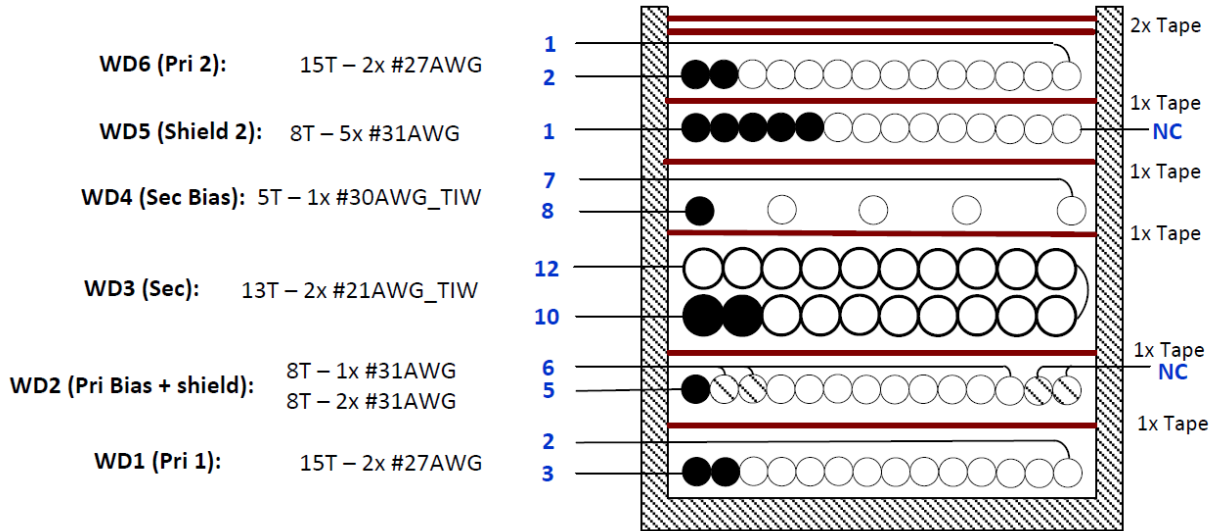 2x Tape
1
WD6 (Pri 2): 15T – 2x #27AWG
2
1x Tape
WD5 (Shield 2): 8T – 5x #31AWG 1 NC
1x Tape
7
WD4 (Sec Bias): 5T – 1x #30AWG_TIW
8
1x Tape
12
WD3 (Sec): 13T – 2x #21AWG_TIW
10
1x Tape
6 NC
8T – 1x #31AWG
WD2 (Pri Bias + shield):
5
8T – 2x #31AWG
1x Tape
2
WD1 (Pri 1): 15T – 2x #27AWG
3